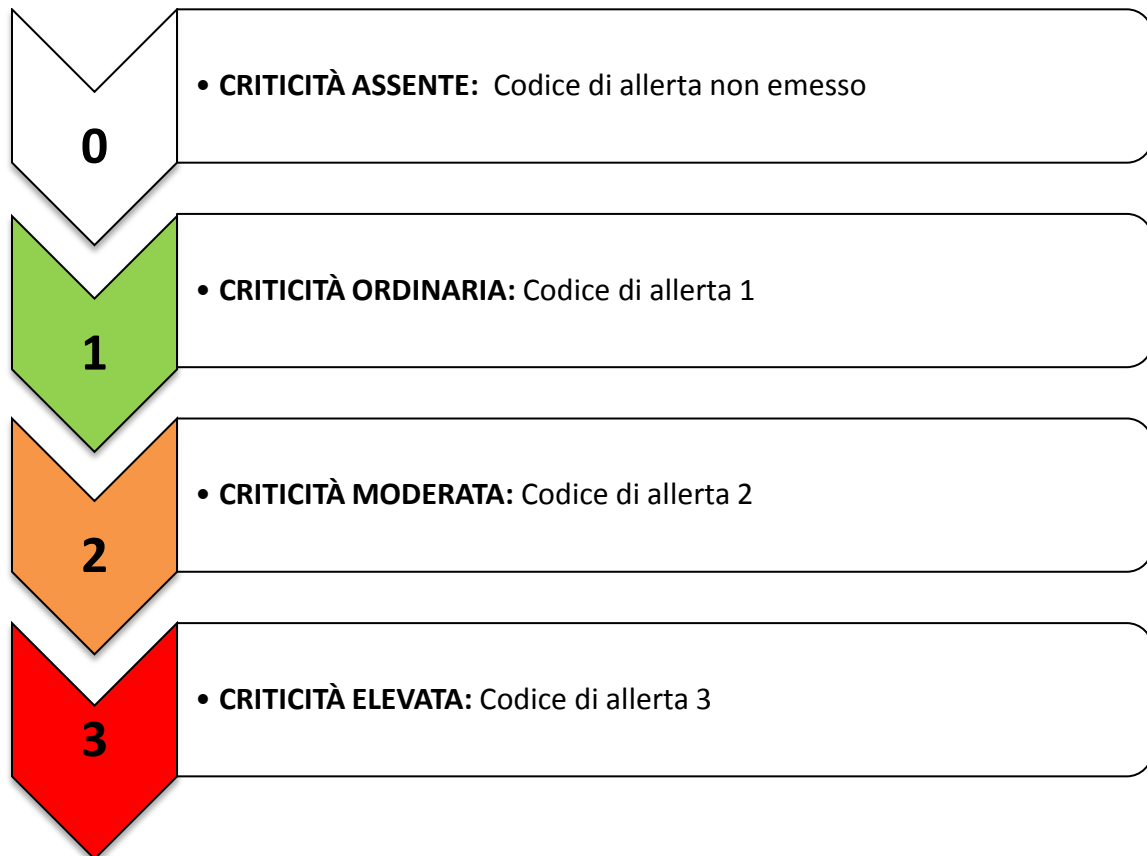 0
• CRITICITÀ ASSENTE: Codice di allerta non emesso
1
• CRITICITÀ ORDINARIA: Codice di allerta 1
2
• CRITICITÀ MODERATA: Codice di allerta 2
3
• CRITICITÀ ELEVATA: Codice di allerta 3